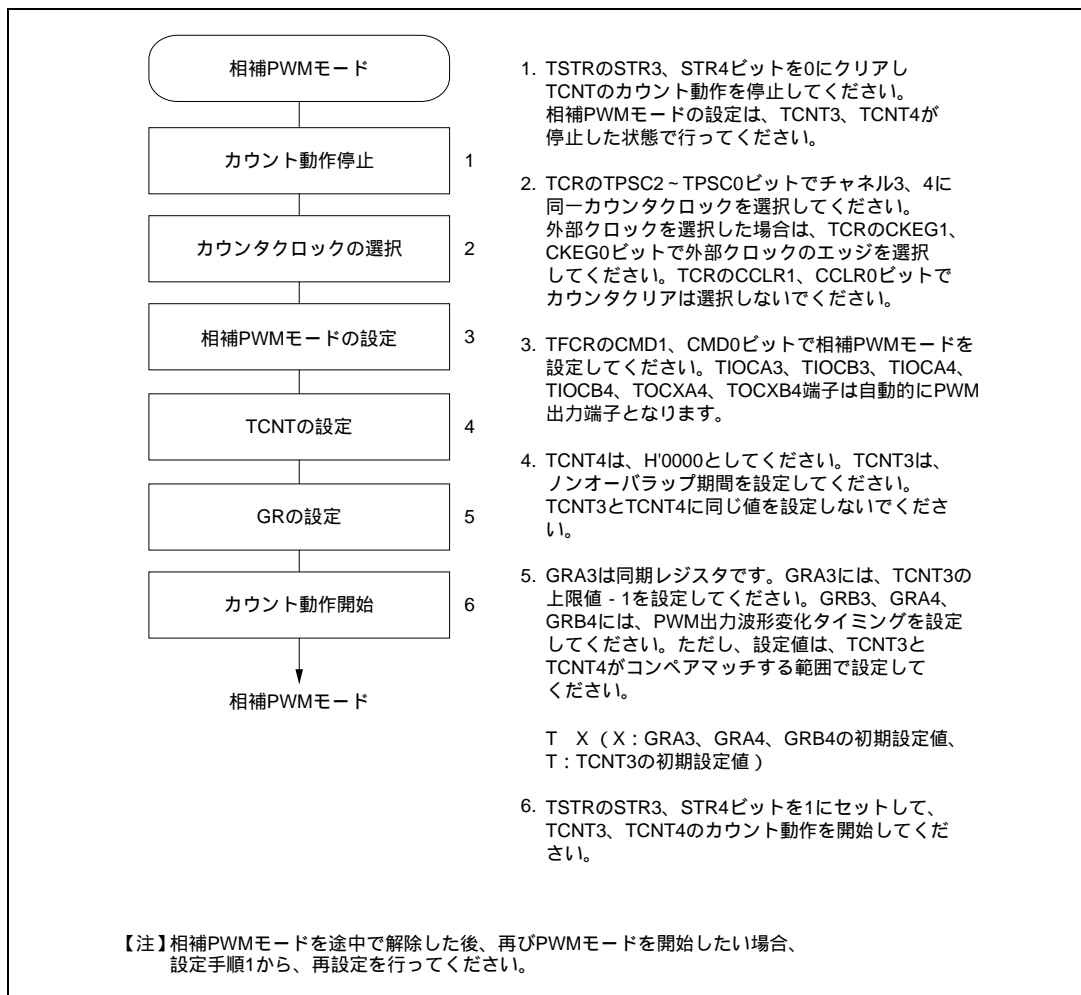 相補PWMモード
カウント動作停止
1
カウンタクロックの選択
2
相補PWMモードの設定
3
TCNTの設定
4
GRの設定
5
カウント動作開始
6
相補PWMモード
1. TSTRのSTR3、STR4ビットを0にクリアし
TCNTのカウント動作を停止してください。
相補PWMモードの設定は、TCNT3、TCNT4が
停止した状態で行ってください。
2. TCRのTPSC2~TPSC0ビットでチャネル3、4に
同一カウンタクロックを選択してください。
外部クロックを選択した場合は、TCRのCKEG1、
CKEG0ビットで外部クロックのエッジを選択
してください。TCRのCCLR1、CCLR0ビットで
カウンタクリアは選択しないでください。
3. TFCRのCMD1、CMD0ビットで相補PWMモードを
設定してください。TIOCA3、TIOCB3、TIOCA4、
TIOCB4、TOCXA4、TOCXB4端子は自動的にPWM
出力端子となります。
4. TCNT4は、H'0000としてください。TCNT3は、
ノンオーバラップ期間を設定してください。
TCNT3とTCNT4に同じ値を設定しないでくださ
い。
5. GRA3は同期レジスタです。GRA3には、TCNT3の
上限値 - 1を設定してください。GRB3、GRA4、
GRB4には、PWM出力波形変化タイミングを設定
してください。ただし、設定値は、TCNT3と
TCNT4がコンペアマッチする範囲で設定して
ください。
T X（X：GRA3、GRA4、GRB4の初期設定値、
T：TCNT3の初期設定値）
6. TSTRのSTR3、STR4ビットを1にセットして、
TCNT3、TCNT4のカウント動作を開始してくだ
さい。
【注】相補PWMモードを途中で解除した後、再びPWMモードを開始したい場合、
設定手順1から、再設定を行ってください。